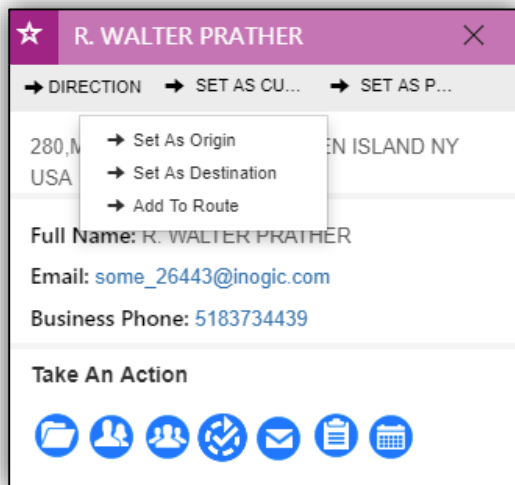 R. WALTER PRATHER
DIRECTION SET AS CU... SET AS P...
Set As Origin
280, EN ISLAND NY
Set As Destination
USA
Add To Route
Full Name: R. WALTER PRATHER
Email: some_26443@inogic.com
Business Phone: 5183734439
Take An Action